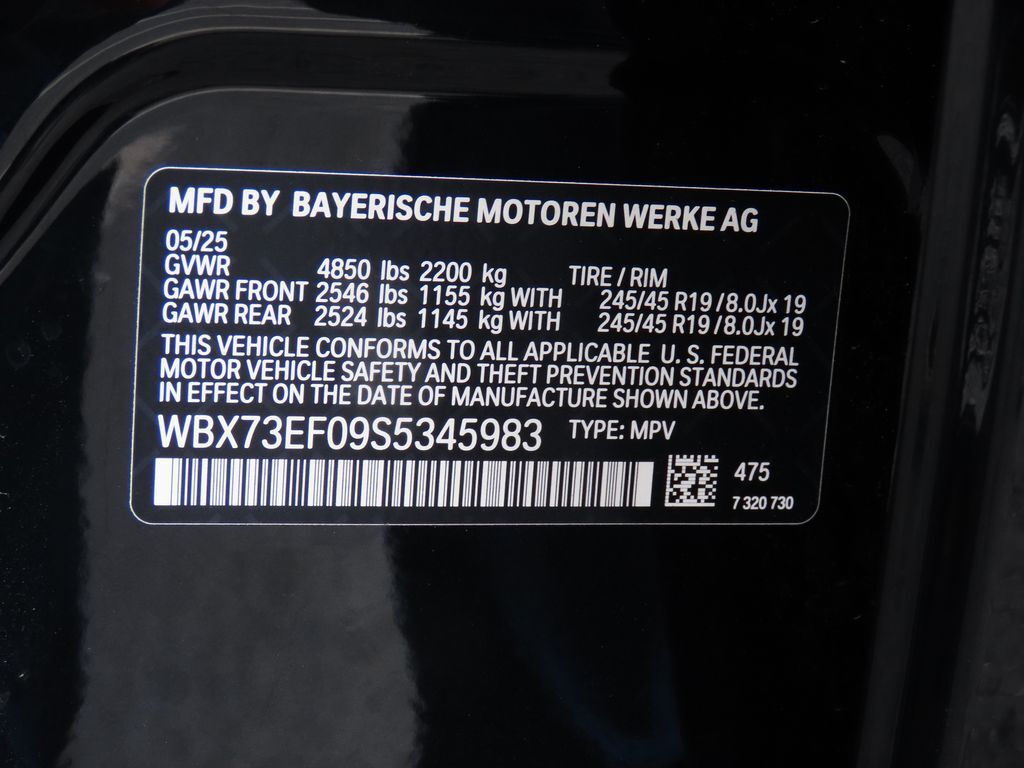 MFD BY BAYERISCHE MOTOREN WERKE AG
05/25
GVWR 4850 lbs 2200 kg TIRE / RIM
GAWR FRONT 2546 lbs 1155 kg WITH 245/45 R19 / 8.0Jx 19
GAWR REAR 2524 lbs 1145 kg WITH 245/45 R19 / 8.0Jx 19
THIS VEHICLE CONFORMS TO ALL APPLICABLE U. S. FEDERAL
MOTOR VEHICLE SAFETY AND THEFT PREVENTION STANDARDS
IN EFFECT ON THE DATE OF MANUFACTURE SHOWN ABOVE.
WBX73EF09S5345983 TYPE: MPV
475
7 320 730